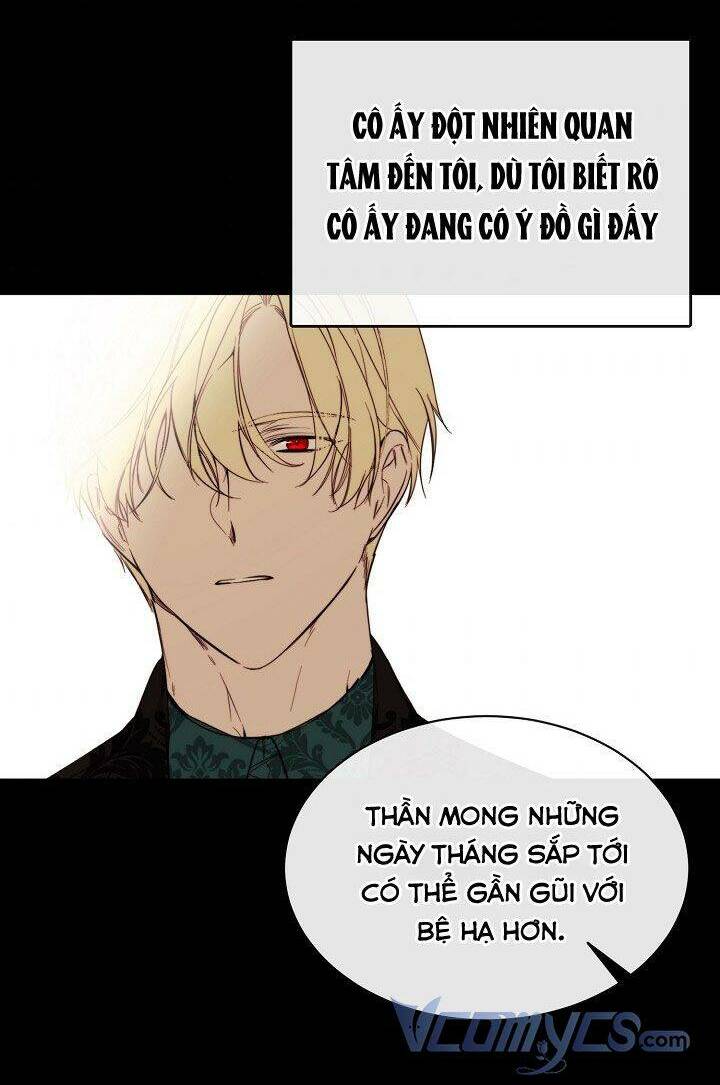 CÔ ẤY ĐỘT NHIÊN QUAN
TÂM ĐẾN TÔI, DÙ TÔI BIẾT RÕ
CÔ ẤY ĐANG CÓ Ý ĐỒ GÌ ĐẤY
THẦN MONG NHỮNG
NGÀY THÁNG SẮP TỚI
CÓ THỂ GẦN GŨI VỚI
BỆ HẠ HƠN.
VCOMYCS.com